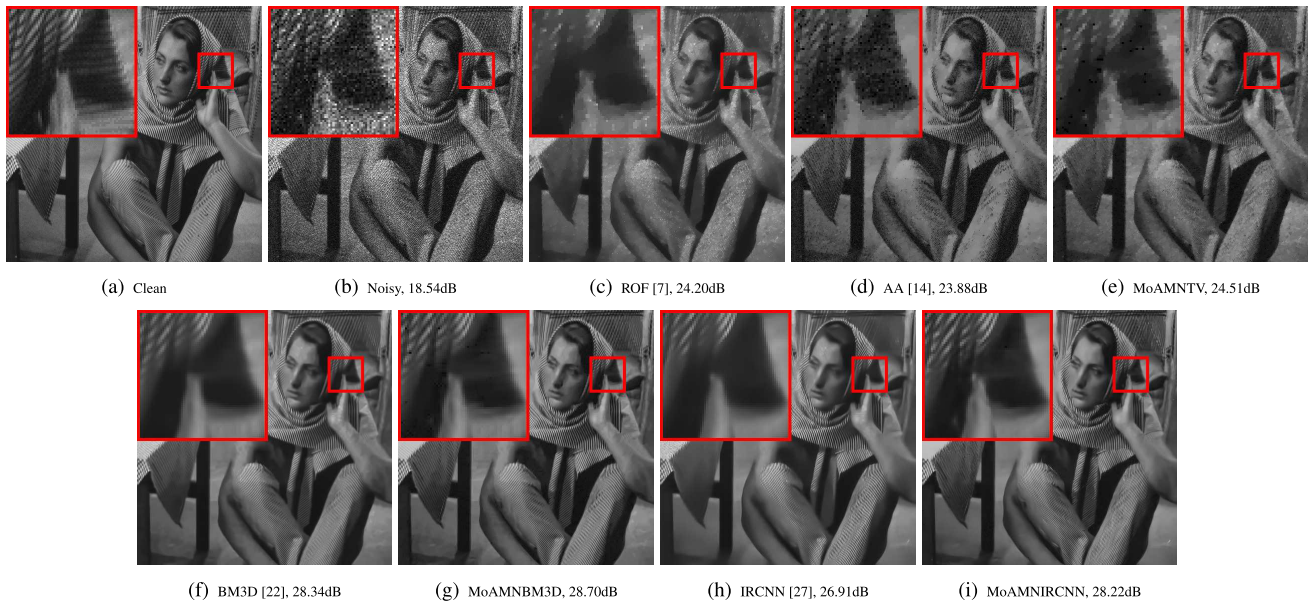 (a) Clean
(b) Noisy, 18.54dB
(c) ROF [7], 24.20dB
(d) AA [14], 23.88dB
(e) MoAMNTV, 24.51dB
(f) BM3D [22], 28.34dB
(g) MoAMNBM3D, 28.70dB
(h) IRCNN [27], 26.91dB
(i) MoAMNIRCNN, 28.22dB